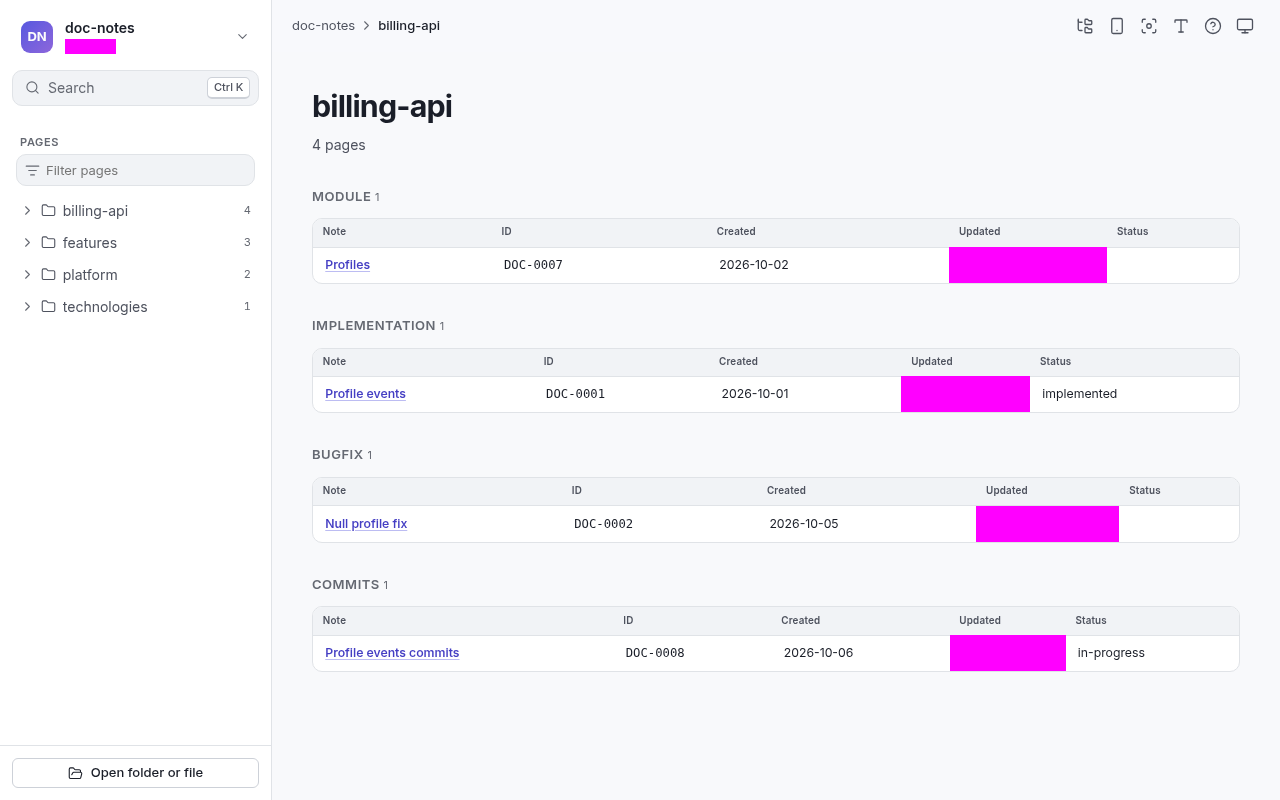 DN
doc-notes
Search
Ctrl K
PAGES
Filter pages
billing-api 4
features 3
platform 2
technologies 1
Open folder or file
doc-notes > billing-api
billing-api
4 pages
MODULE 1
Note ID Created Updated Status
Profiles DOC-0007 2026-10-02
IMPLEMENTATION 1
Note ID Created Updated Status
Profile events DOC-0001 2026-10-01 implemented
BUGFIX 1
Note ID Created Updated Status
Null profile fix DOC-0002 2026-10-05
COMMITS 1
Note ID Created Updated Status
Profile events commits DOC-0008 2026-10-06 in-progress